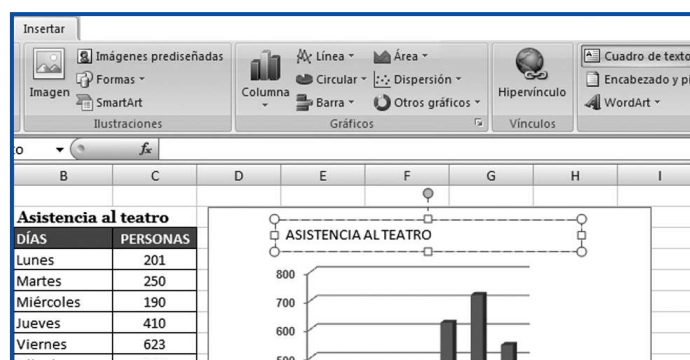 Insertar
Imagen
Imágenes prediseñadas
Formas
SmartArt
Ilustraciones
Columna
Línea
Circular
Barra
Área
Dispersión
Otros gráficos
Gráficos
Hipervínculo
Vínculos
Cuadro de texto
Encabezado y pi
WordArt
fx
B C D E F G H I
Asistencia al teatro
DÍAS PERSONAS
Lunes 201
Martes 250
Miércoles 190
Jueves 410
Viernes 623
ASISTENCIA AL TEATRO
800
700
600